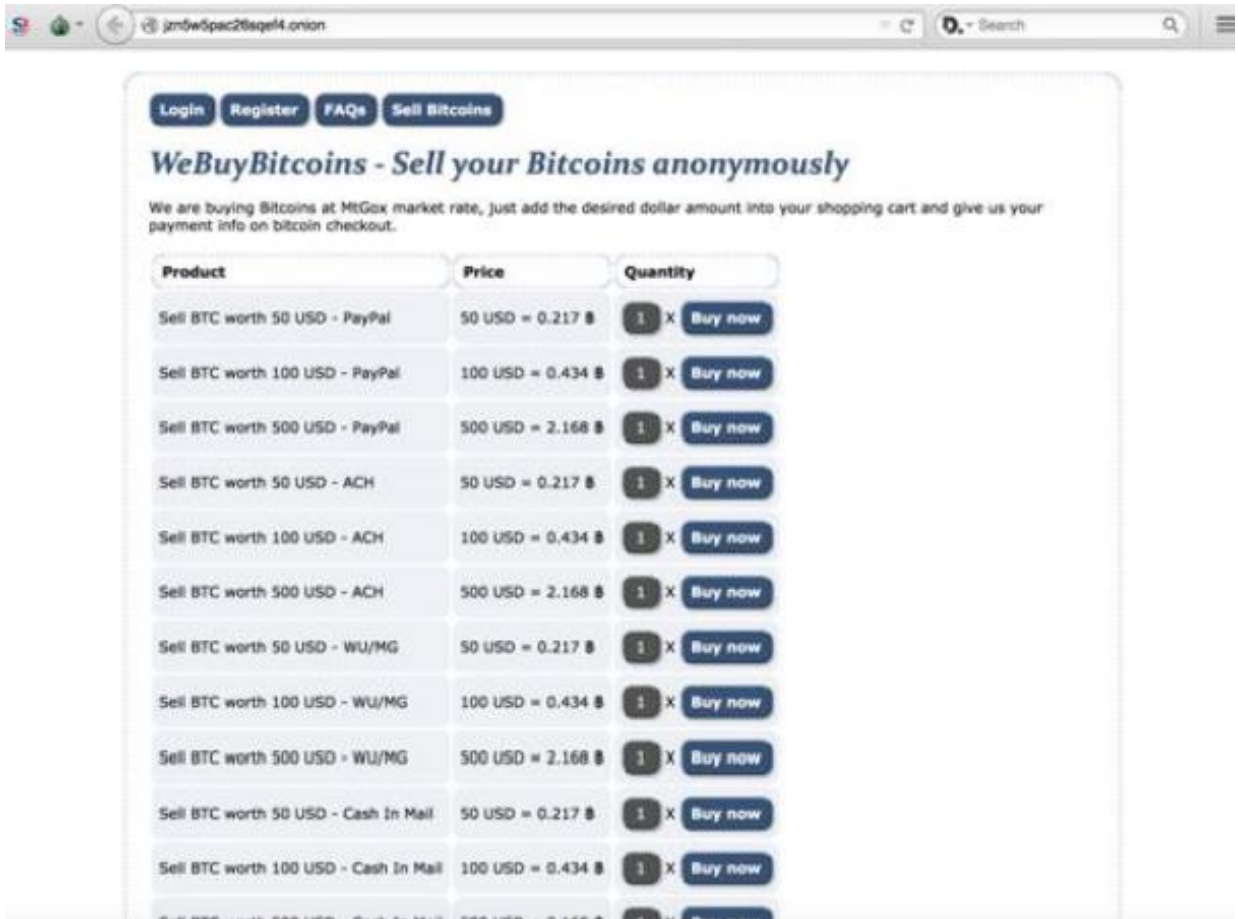 Search
Login Register FAQs Sell Bitcoins
WeBuyBitcoins - Sell your Bitcoins anonymously
We are buying Bitcoins at MtGox market rate, just add the desired dollar amount into your shopping cart and give us your
payment info on bitcoin checkout.
Product Price Quantity
Sell BTC worth 50 USD - PayPal 50 USD = 0.217 ฿ 1 X Buy now
Sell BTC worth 100 USD - PayPal 100 USD = 0.434 ฿ 1 X Buy now
Sell BTC worth 500 USD - PayPal 500 USD = 2.168 ฿ 1 X Buy now
Sell BTC worth 50 USD - ACH 50 USD = 0.217 ฿ 1 X Buy now
Sell BTC worth 100 USD - ACH 100 USD = 0.434 ฿ 1 X Buy now
Sell BTC worth 500 USD - ACH 500 USD = 2.168 ฿ 1 X Buy now
Sell BTC worth 50 USD - WU/MG 50 USD = 0.217 ฿ 1 X Buy now
Sell BTC worth 100 USD - WU/MG 100 USD = 0.434 ฿ 1 X Buy now
Sell BTC worth 500 USD - WU/MG 500 USD = 2.168 ฿ 1 X Buy now
Sell BTC worth 50 USD - Cash In Mail 50 USD = 0.217 ฿ 1 X Buy now
Sell BTC worth 100 USD - Cash In Mail 100 USD = 0.434 ฿ 1 X Buy now